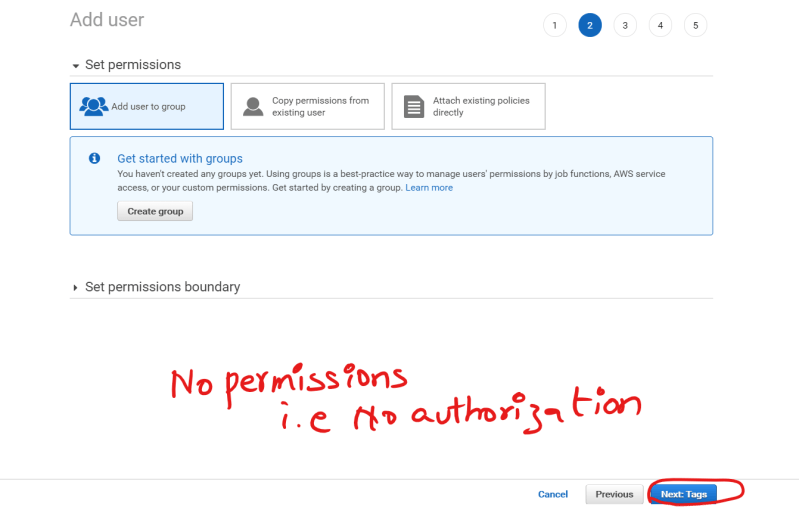 Add user
1 2 3 4 5
Set permissions
Add user to group
Copy permissions from
existing user
Attach existing policies
directly
Get started with groups
You haven't created any groups yet. Using groups is a best-practice way to manage users' permissions by job functions, AWS service
access, or your custom permissions. Get started by creating a group. Learn more
Create group
Set permissions boundary
No permissions
i.e No authorization
Cancel Previous Next: Tags